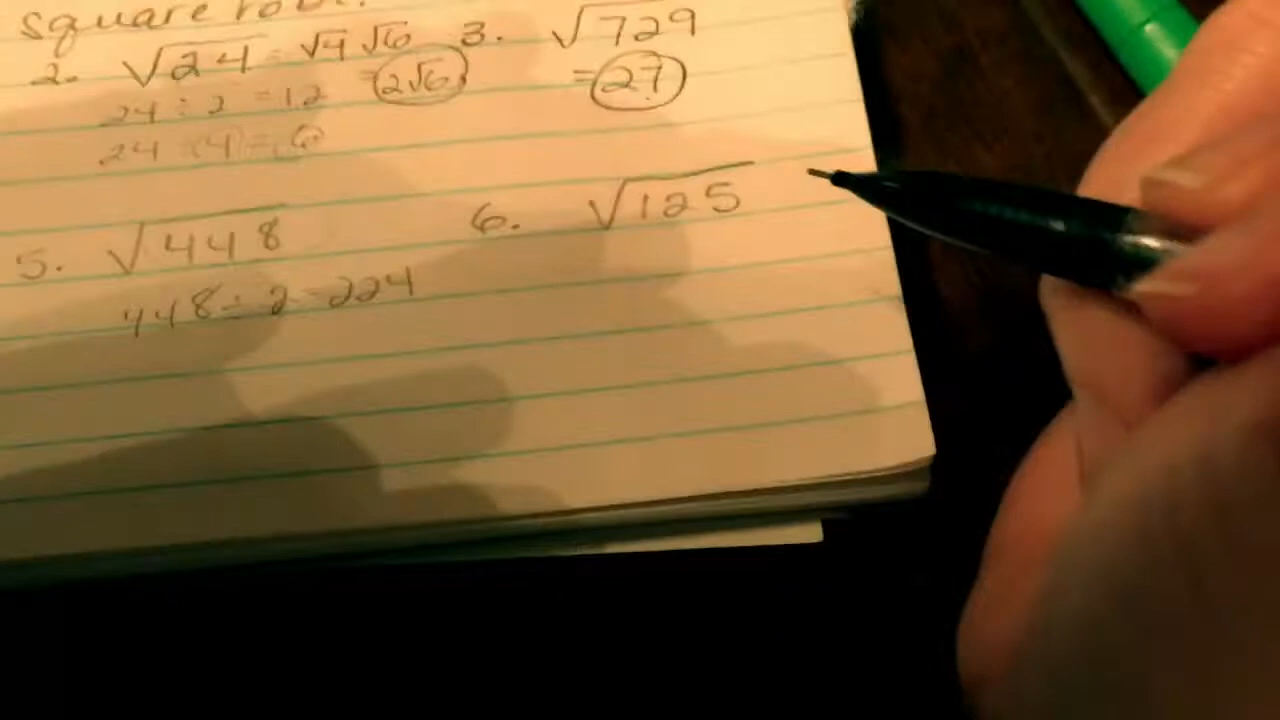 square root
2. √24 = √4 √6 3. √729
24 ÷ 2 = 12 = 2√6 = 27
24 ÷ 4 = 6
5. √448 6. √125
448 ÷ 2 = 224